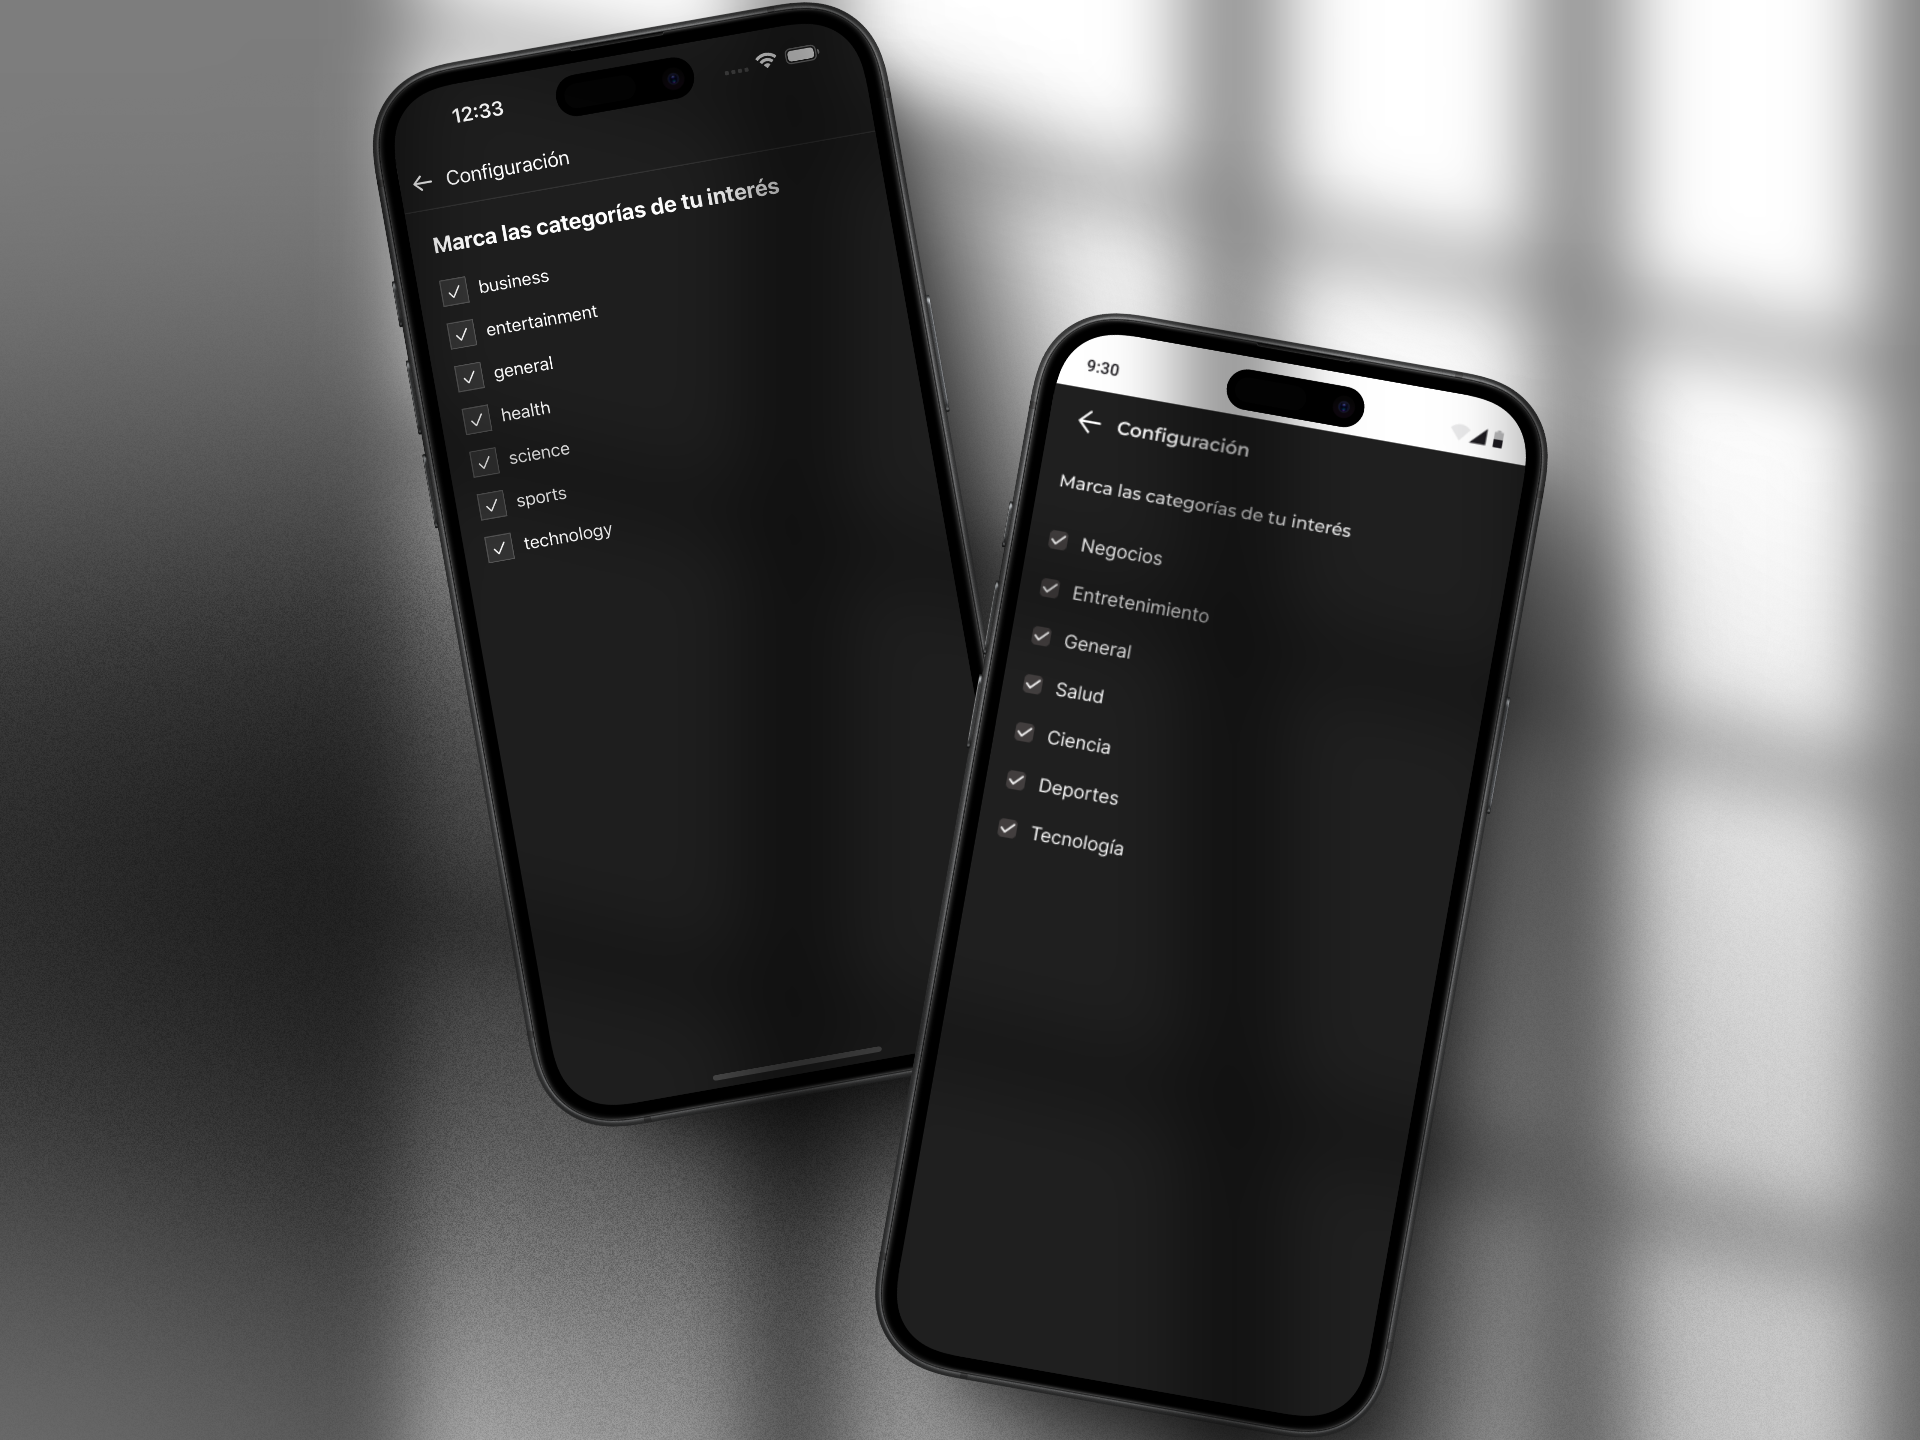 12:33
Configuración
Marca las categorías de tu interés
business
entertainment
general
health
science
sports
technology
9:30
Configuración
Marca las categorías de tu interés
Negocios
Entretenimiento
General
Salud
Ciencia
Deportes
Tecnología